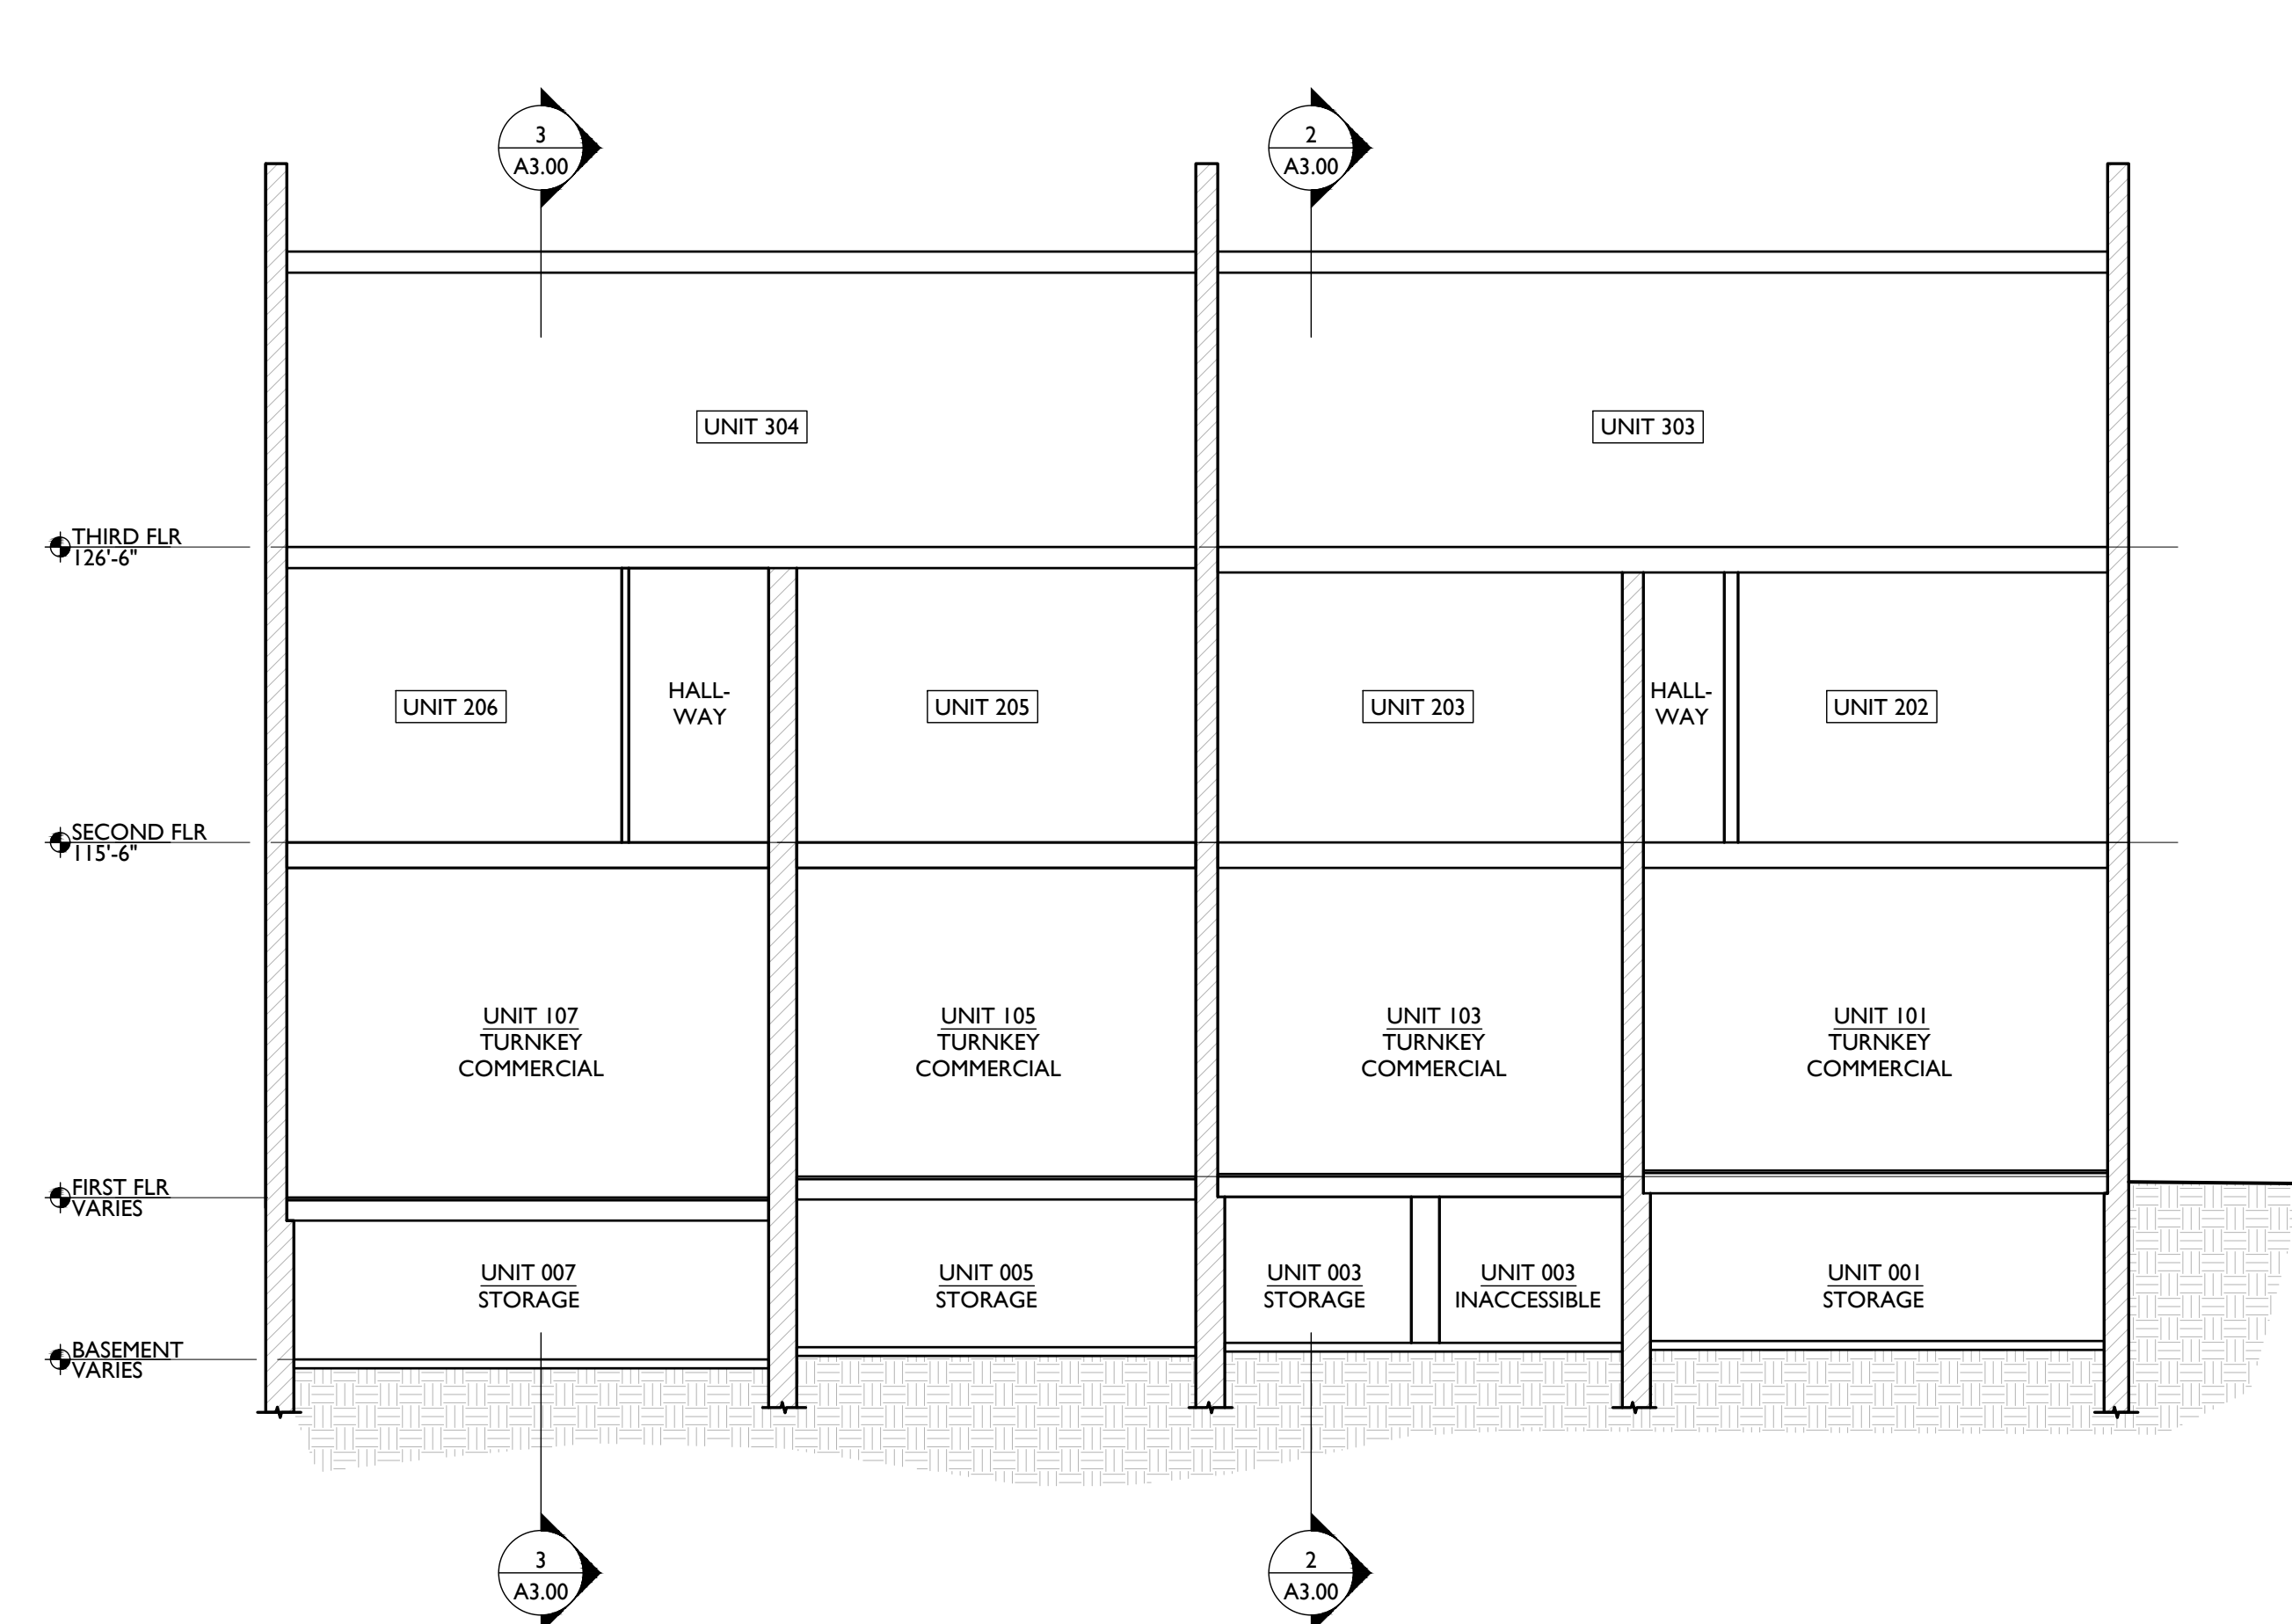 3
A3.00
2
A3.00
UNIT 304
UNIT 303
THIRD FLR
126'-6"
UNIT 206
HALL-
WAY
UNIT 205
UNIT 203
HALL-
WAY
UNIT 202
SECOND FLR
115'-6"
UNIT 107
TURNKEY
COMMERCIAL
UNIT 105
TURNKEY
COMMERCIAL
UNIT 103
TURNKEY
COMMERCIAL
UNIT 101
TURNKEY
COMMERCIAL
FIRST FLR
VARIES
UNIT 007
STORAGE
UNIT 005
STORAGE
UNIT 003
STORAGE
UNIT 003
INACCESSIBLE
UNIT 001
STORAGE
BASEMENT
VARIES
3
A3.00
2
A3.00